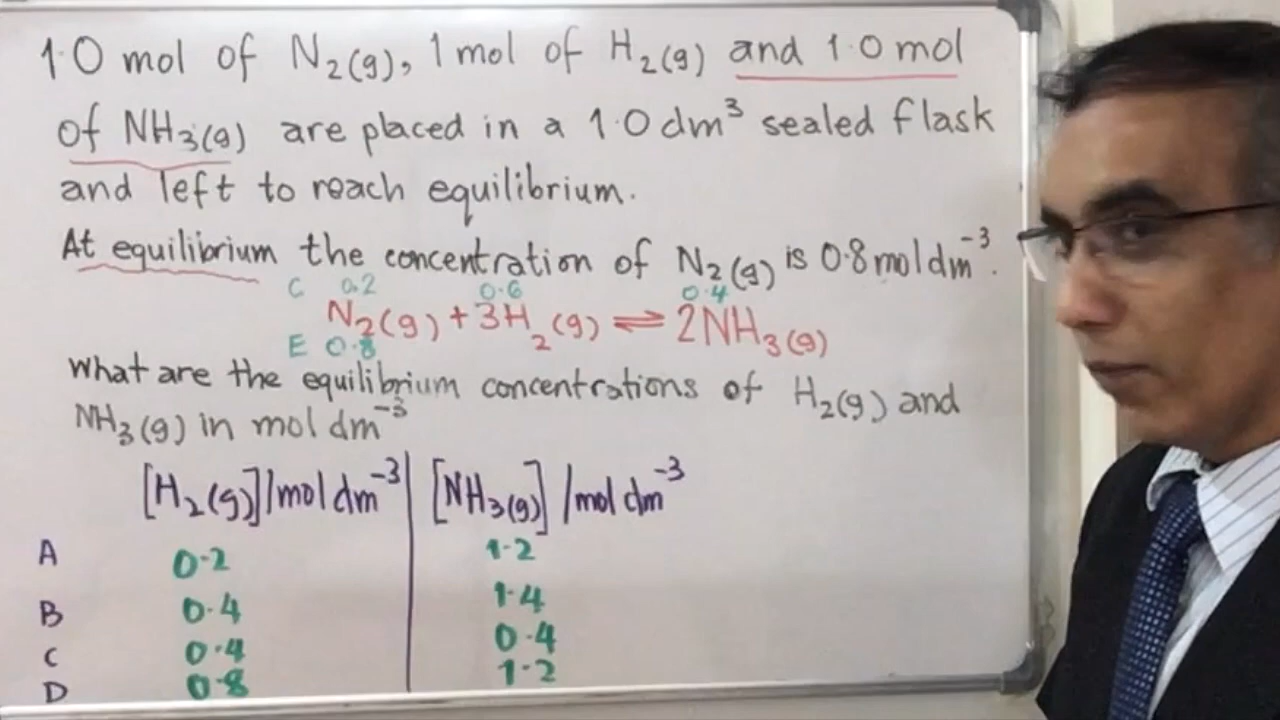 1.0 mol of N₂(g), 1 mol of H₂(g) and 1.0 mol
of NH₃(g) are placed in a 1.0 dm³ sealed flask
and left to reach equilibrium.
At equilibrium the concentration of N₂(g) is 0.8 mol dm⁻³.
C 0.2 0.6 0.4
N₂(g) + 3H₂(g) ⇌ 2NH₃(g)
E 0.8
What are the equilibrium concentrations of H₂(g) and
NH₃(g) in mol dm⁻³
[H₂(g)]/mol dm⁻³ [NH₃(g)]/mol dm⁻³
A 0.2 1.2
B 0.4 1.4
C 0.4 0.4
D 0.8 1.2